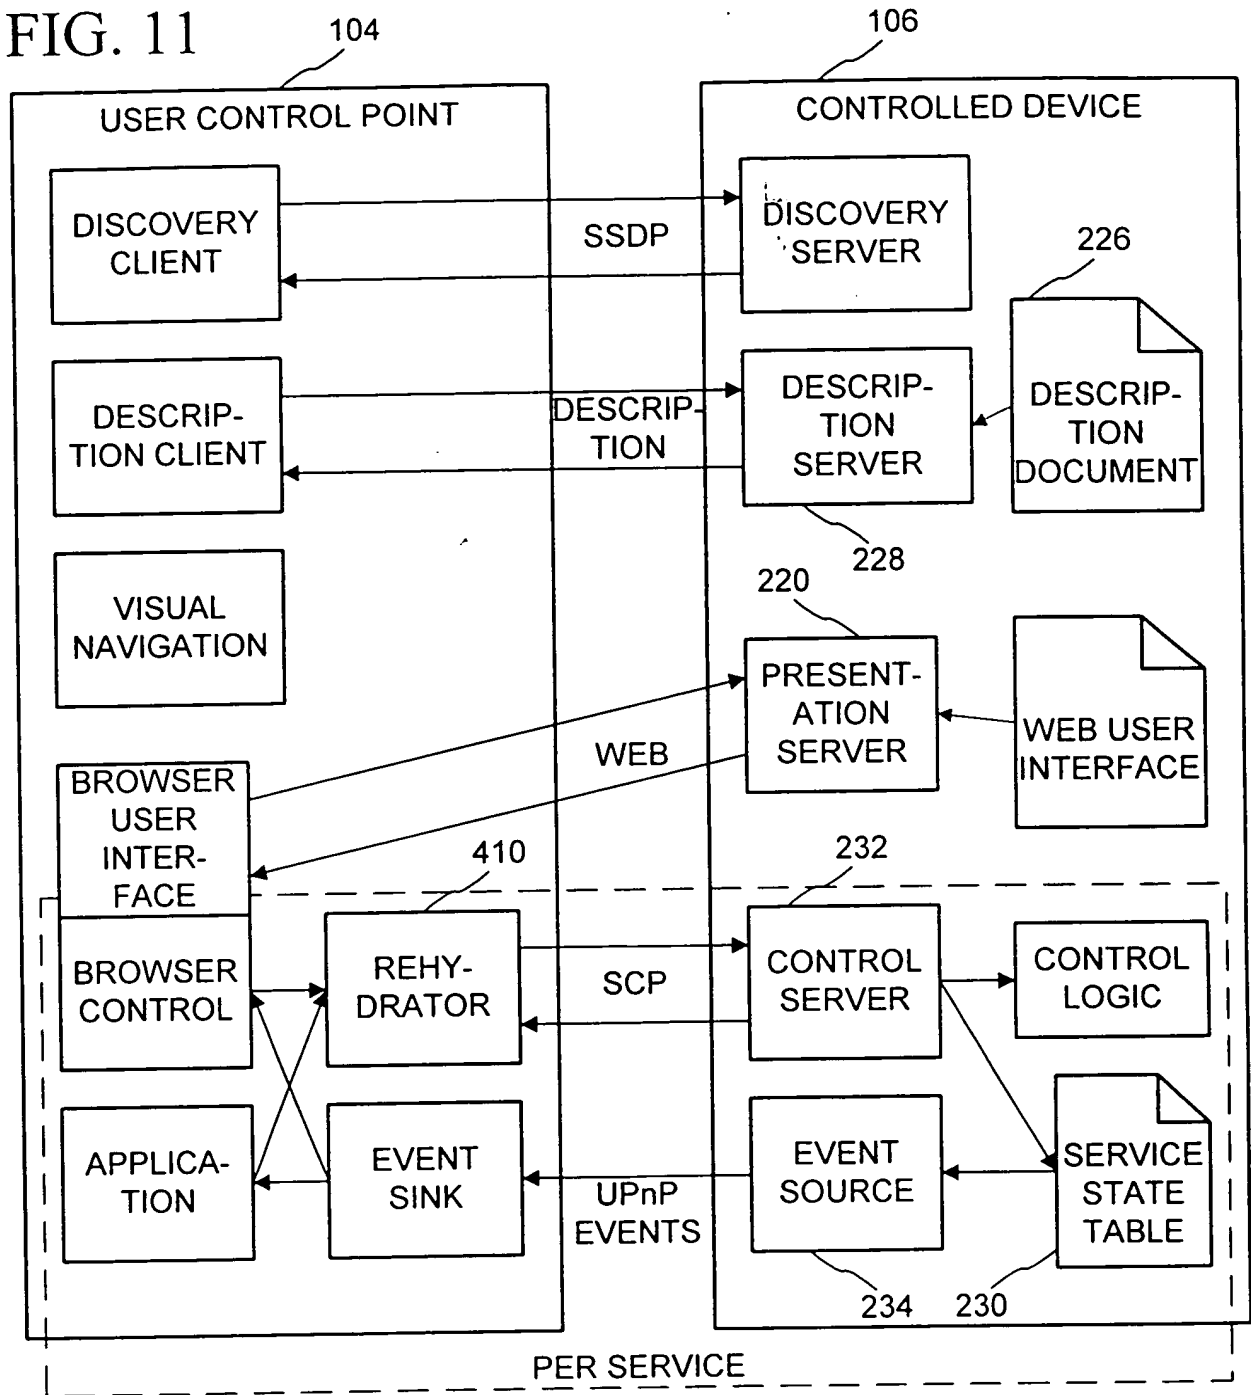 FIG. 11
104
106
USER CONTROL POINT
CONTROLLED DEVICE
DISCOVERY
CLIENT
SSDP
DISCOVERY
SERVER
226
DESCRIP-
TION CLIENT
DESCRIP-
TION
DESCRIP-
TION
SERVER
DESCRIP-
TION
DOCUMENT
228
VISUAL
NAVIGATION
220
PRESENT-
ATION
SERVER
WEB USER
INTERFACE
WEB
BROWSER
USER
INTER-
FACE
410
232
BROWSER
CONTROL
REHY-
DRATOR
SCP
CONTROL
SERVER
CONTROL
LOGIC
APPLICA-
TION
EVENT
SINK
UPnP
EVENTS
EVENT
SOURCE
SERVICE
STATE
TABLE
234
230
PER SERVICE